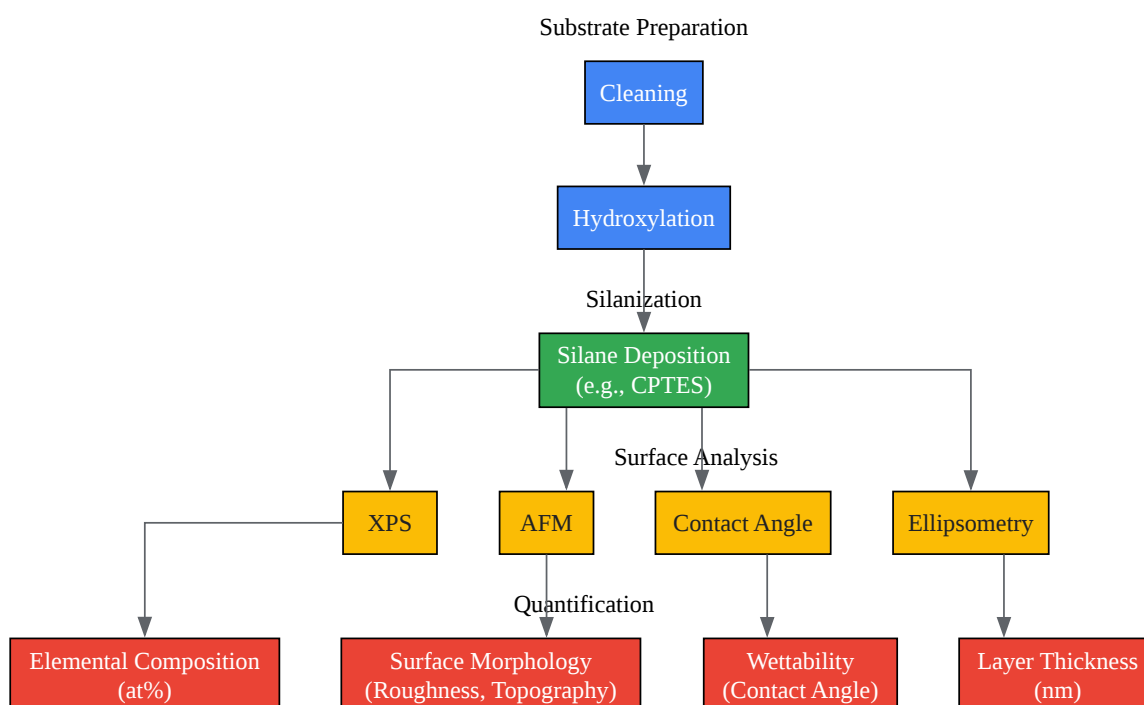 Substrate Preparation
Cleaning
Hydroxylation
Silanization
Silane Deposition
(e.g., CPTES)
Surface Analysis
XPS
AFM
Contact Angle
Ellipsometry
Quantification
Elemental Composition
(at%)
Surface Morphology
(Roughness, Topography)
Wettability
(Contact Angle)
Layer Thickness
(nm)